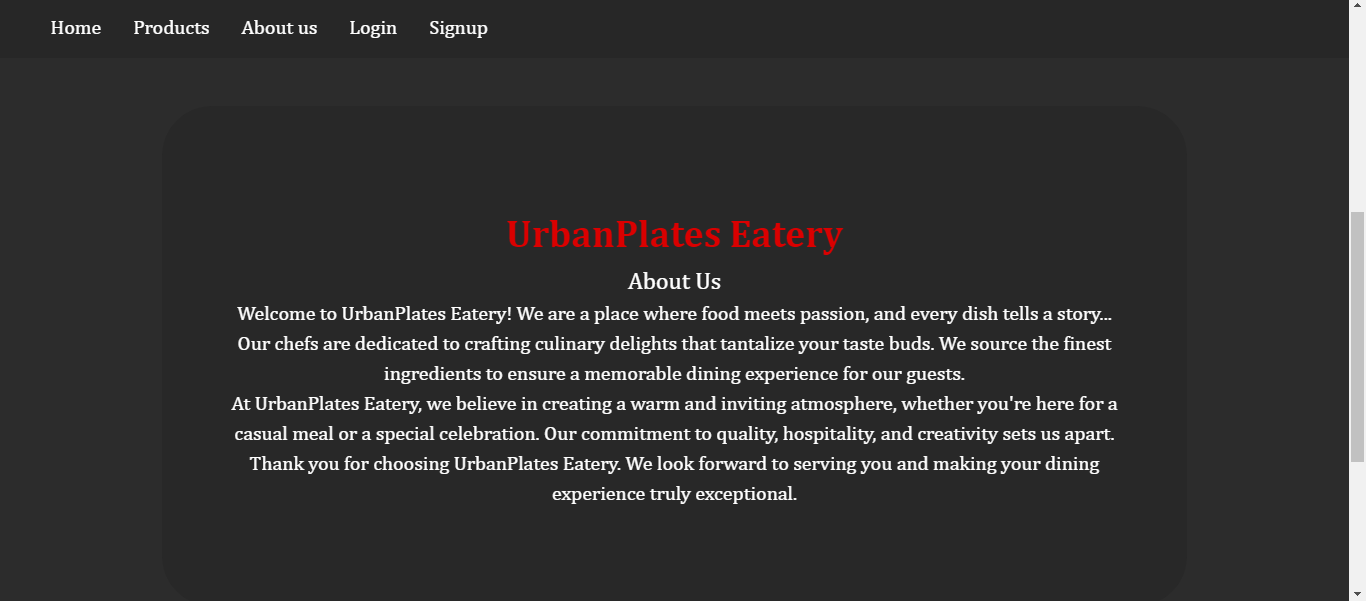 Home Products About us Login Signup
UrbanPlates Eatery
About Us
Welcome to UrbanPlates Eatery! We are a place where food meets passion, and every dish tells a story...
Our chefs are dedicated to crafting culinary delights that tantalize your taste buds. We source the finest
ingredients to ensure a memorable dining experience for our guests.
At UrbanPlates Eatery, we believe in creating a warm and inviting atmosphere, whether you're here for a
casual meal or a special celebration. Our commitment to quality, hospitality, and creativity sets us apart.
Thank you for choosing UrbanPlates Eatery. We look forward to serving you and making your dining
experience truly exceptional.